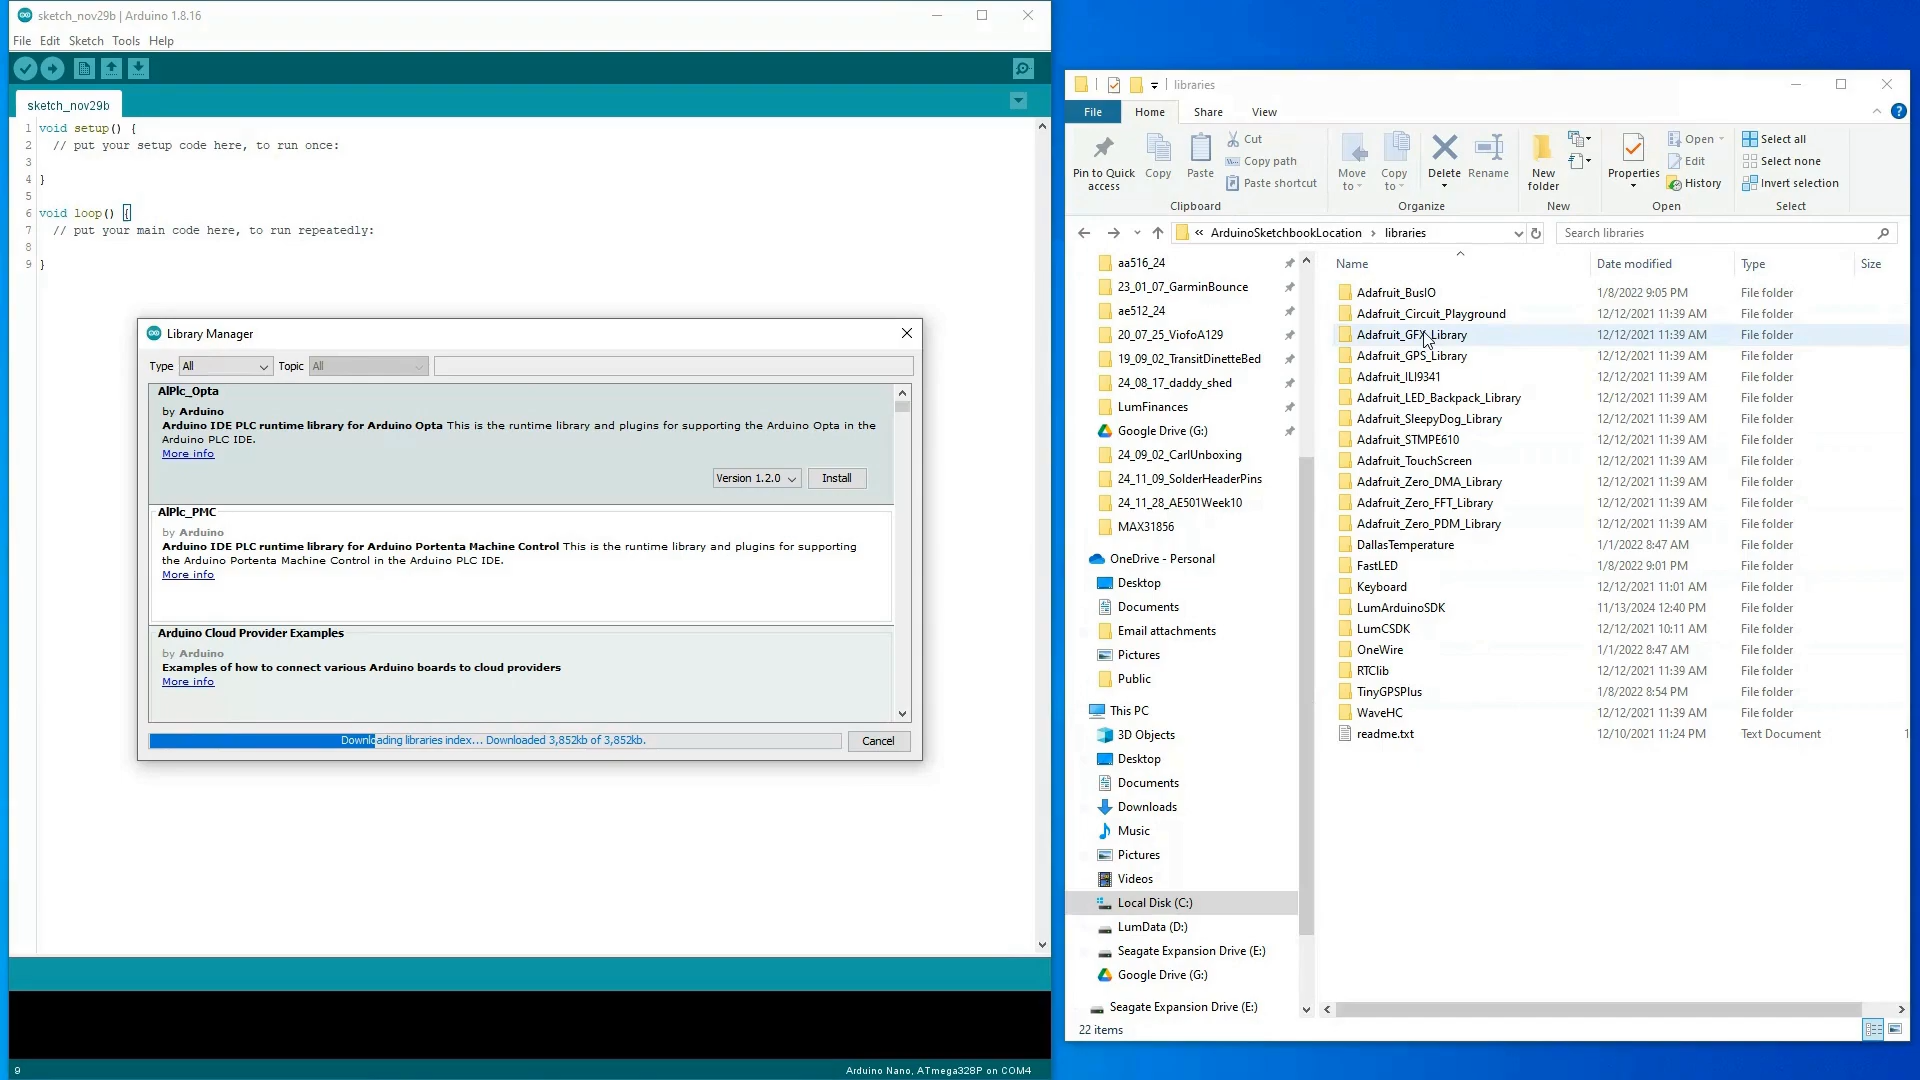 sketch_nov29b | Arduino 1.8.16
File Edit Sketch Tools Help
sketch_nov29b
1 void setup() {
2 // put your setup code here, to run once:
3
4 }
5
6 void loop() {
7 // put your main code here, to run repeatedly:
8
9 }
Library Manager
Type All Topic All
AlPlc_Opta
by Arduino
Arduino IDE PLC runtime library for Arduino Opta This is the runtime library and plugins for supporting the Arduino Opta in the
Arduino PLC IDE.
More info
Version 1.2.0 Install
AlPlc_PMC
by Arduino
Arduino IDE PLC runtime library for Arduino Portenta Machine Control This is the runtime library and plugins for supporting
the Arduino Portenta Machine Control in the Arduino PLC IDE.
More info
Arduino Cloud Provider Examples
by Arduino
Examples of how to connect various Arduino boards to cloud providers
More info
Downloading libraries index... Downloaded 3,852kb of 3,852kb.
Cancel
9
Arduino Nano, ATmega328P on COM4
libraries
File Home Share View
Pin to Quick
access
Copy
Paste
Cut
Copy path
Paste shortcut
Clipboard
Move
to
Copy
to
Delete
Rename
Organize
New
folder
New
Properties
Open
Edit
History
Open
Select all
Select none
Invert selection
Select
« ArduinoSketchbookLocation › libraries
Search libraries
aa516_24
23_01_07_GarminBounce
ae512_24
20_07_25_ViofoA129
19_09_02_TransitDinetteBed
24_08_17_daddy_shed
LumFinances
Google Drive (G:)
24_09_02_CarlUnboxing
24_11_09_SolderHeaderPins
24_11_28_AE501Week10
MAX31856
OneDrive - Personal
Desktop
Documents
Email attachments
Pictures
Public
This PC
3D Objects
Desktop
Documents
Downloads
Music
Pictures
Videos
Local Disk (C:)
LumData (D:)
Seagate Expansion Drive (E:)
Google Drive (G:)
Seagate Expansion Drive (E:)
Name Date modified Type Size
Adafruit_BusIO 1/8/2022 9:05 PM File folder
Adafruit_Circuit_Playground 12/12/2021 11:39 AM File folder
Adafruit_GFX_Library 12/12/2021 11:39 AM File folder
Adafruit_GPS_Library 12/12/2021 11:39 AM File folder
Adafruit_ILI9341 12/12/2021 11:39 AM File folder
Adafruit_LED_Backpack_Library 12/12/2021 11:39 AM File folder
Adafruit_SleepyDog_Library 12/12/2021 11:39 AM File folder
Adafruit_STMPE610 12/12/2021 11:39 AM File folder
Adafruit_TouchScreen 12/12/2021 11:39 AM File folder
Adafruit_Zero_DMA_Library 12/12/2021 11:39 AM File folder
Adafruit_Zero_FFT_Library 12/12/2021 11:39 AM File folder
Adafruit_Zero_PDM_Library 12/12/2021 11:39 AM File folder
DallasTemperature 1/1/2022 8:47 AM File folder
FastLED 1/8/2022 9:01 PM File folder
Keyboard 12/12/2021 11:01 AM File folder
LumArduinoSDK 11/13/2024 12:40 PM File folder
LumCSDK 12/12/2021 10:11 AM File folder
OneWire 1/1/2022 8:47 AM File folder
RTClib 12/12/2021 11:39 AM File folder
TinyGPSPlus 1/8/2022 8:54 PM File folder
WaveHC 12/12/2021 11:39 AM File folder
readme.txt 12/10/2021 11:24 PM Text Document 1
22 items